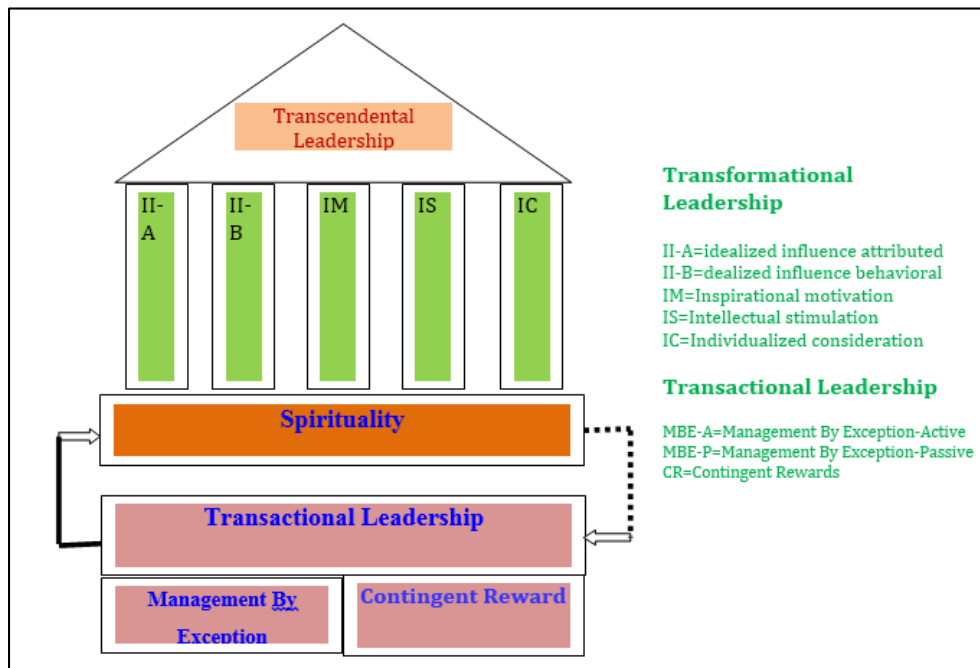 Transcendental
Leadership
II-
A
II-
B
IM
IS
IC
Spirituality
Transactional Leadership
Management By
Exception
Contingent Reward
Transformational
Leadership
II-A=idealized influence attributed
II-B=dealized influence behavioral
IM=Inspirational motivation
IS=Intellectual stimulation
IC=Individualized consideration
Transactional Leadership
MBE-A=Management By Exception-Active
MBE-P=Management By Exception-Passive
CR=Contingent Rewards